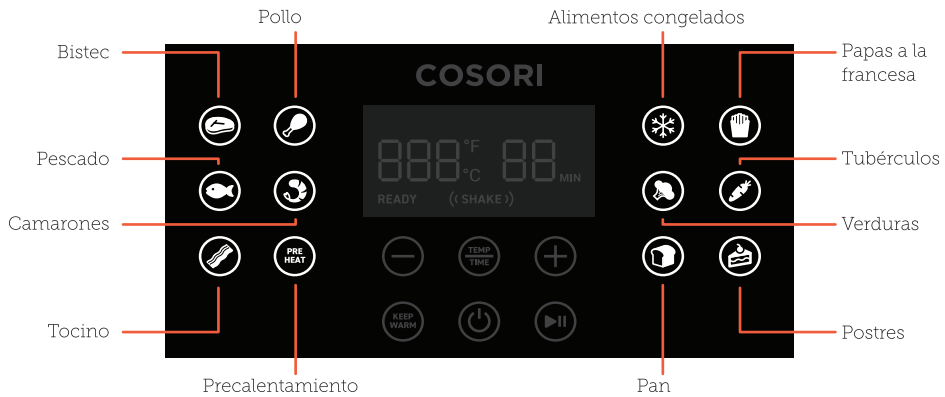 Pollo
Alimentos congelados
Bistec
Papas a la
francesa
COSORI
888 °F °C 88 MIN
READY ((SHAKE))
Pescado
Tubérculos
Camarones
Verduras
PRE
HEAT
TEMP
TIME
KEEP
WARM
Tocino
Postres
Precalentamiento
Pan